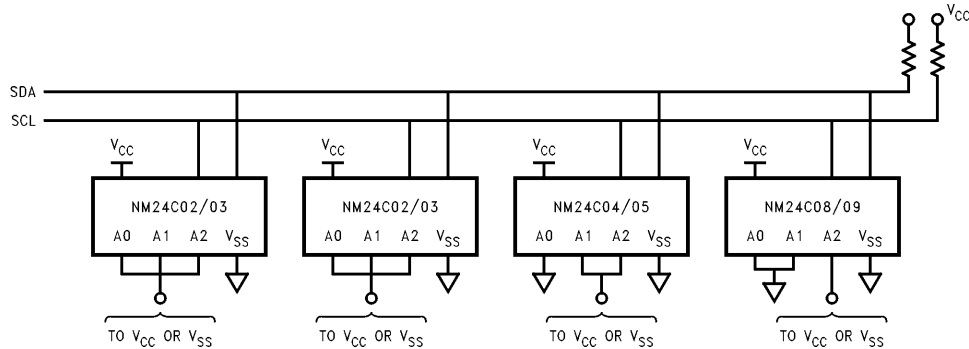 V_CC
SDA
SCL
V_CC V_CC V_CC V_CC
NM24C02/03 NM24C02/03 NM24C04/05 NM24C08/09
A0 A1 A2 V_SS A0 A1 A2 V_SS A0 A1 A2 V_SS A0 A1 A2 V_SS
TO V_CC OR V_SS TO V_CC OR V_SS TO V_CC OR V_SS TO V_CC OR V_SS